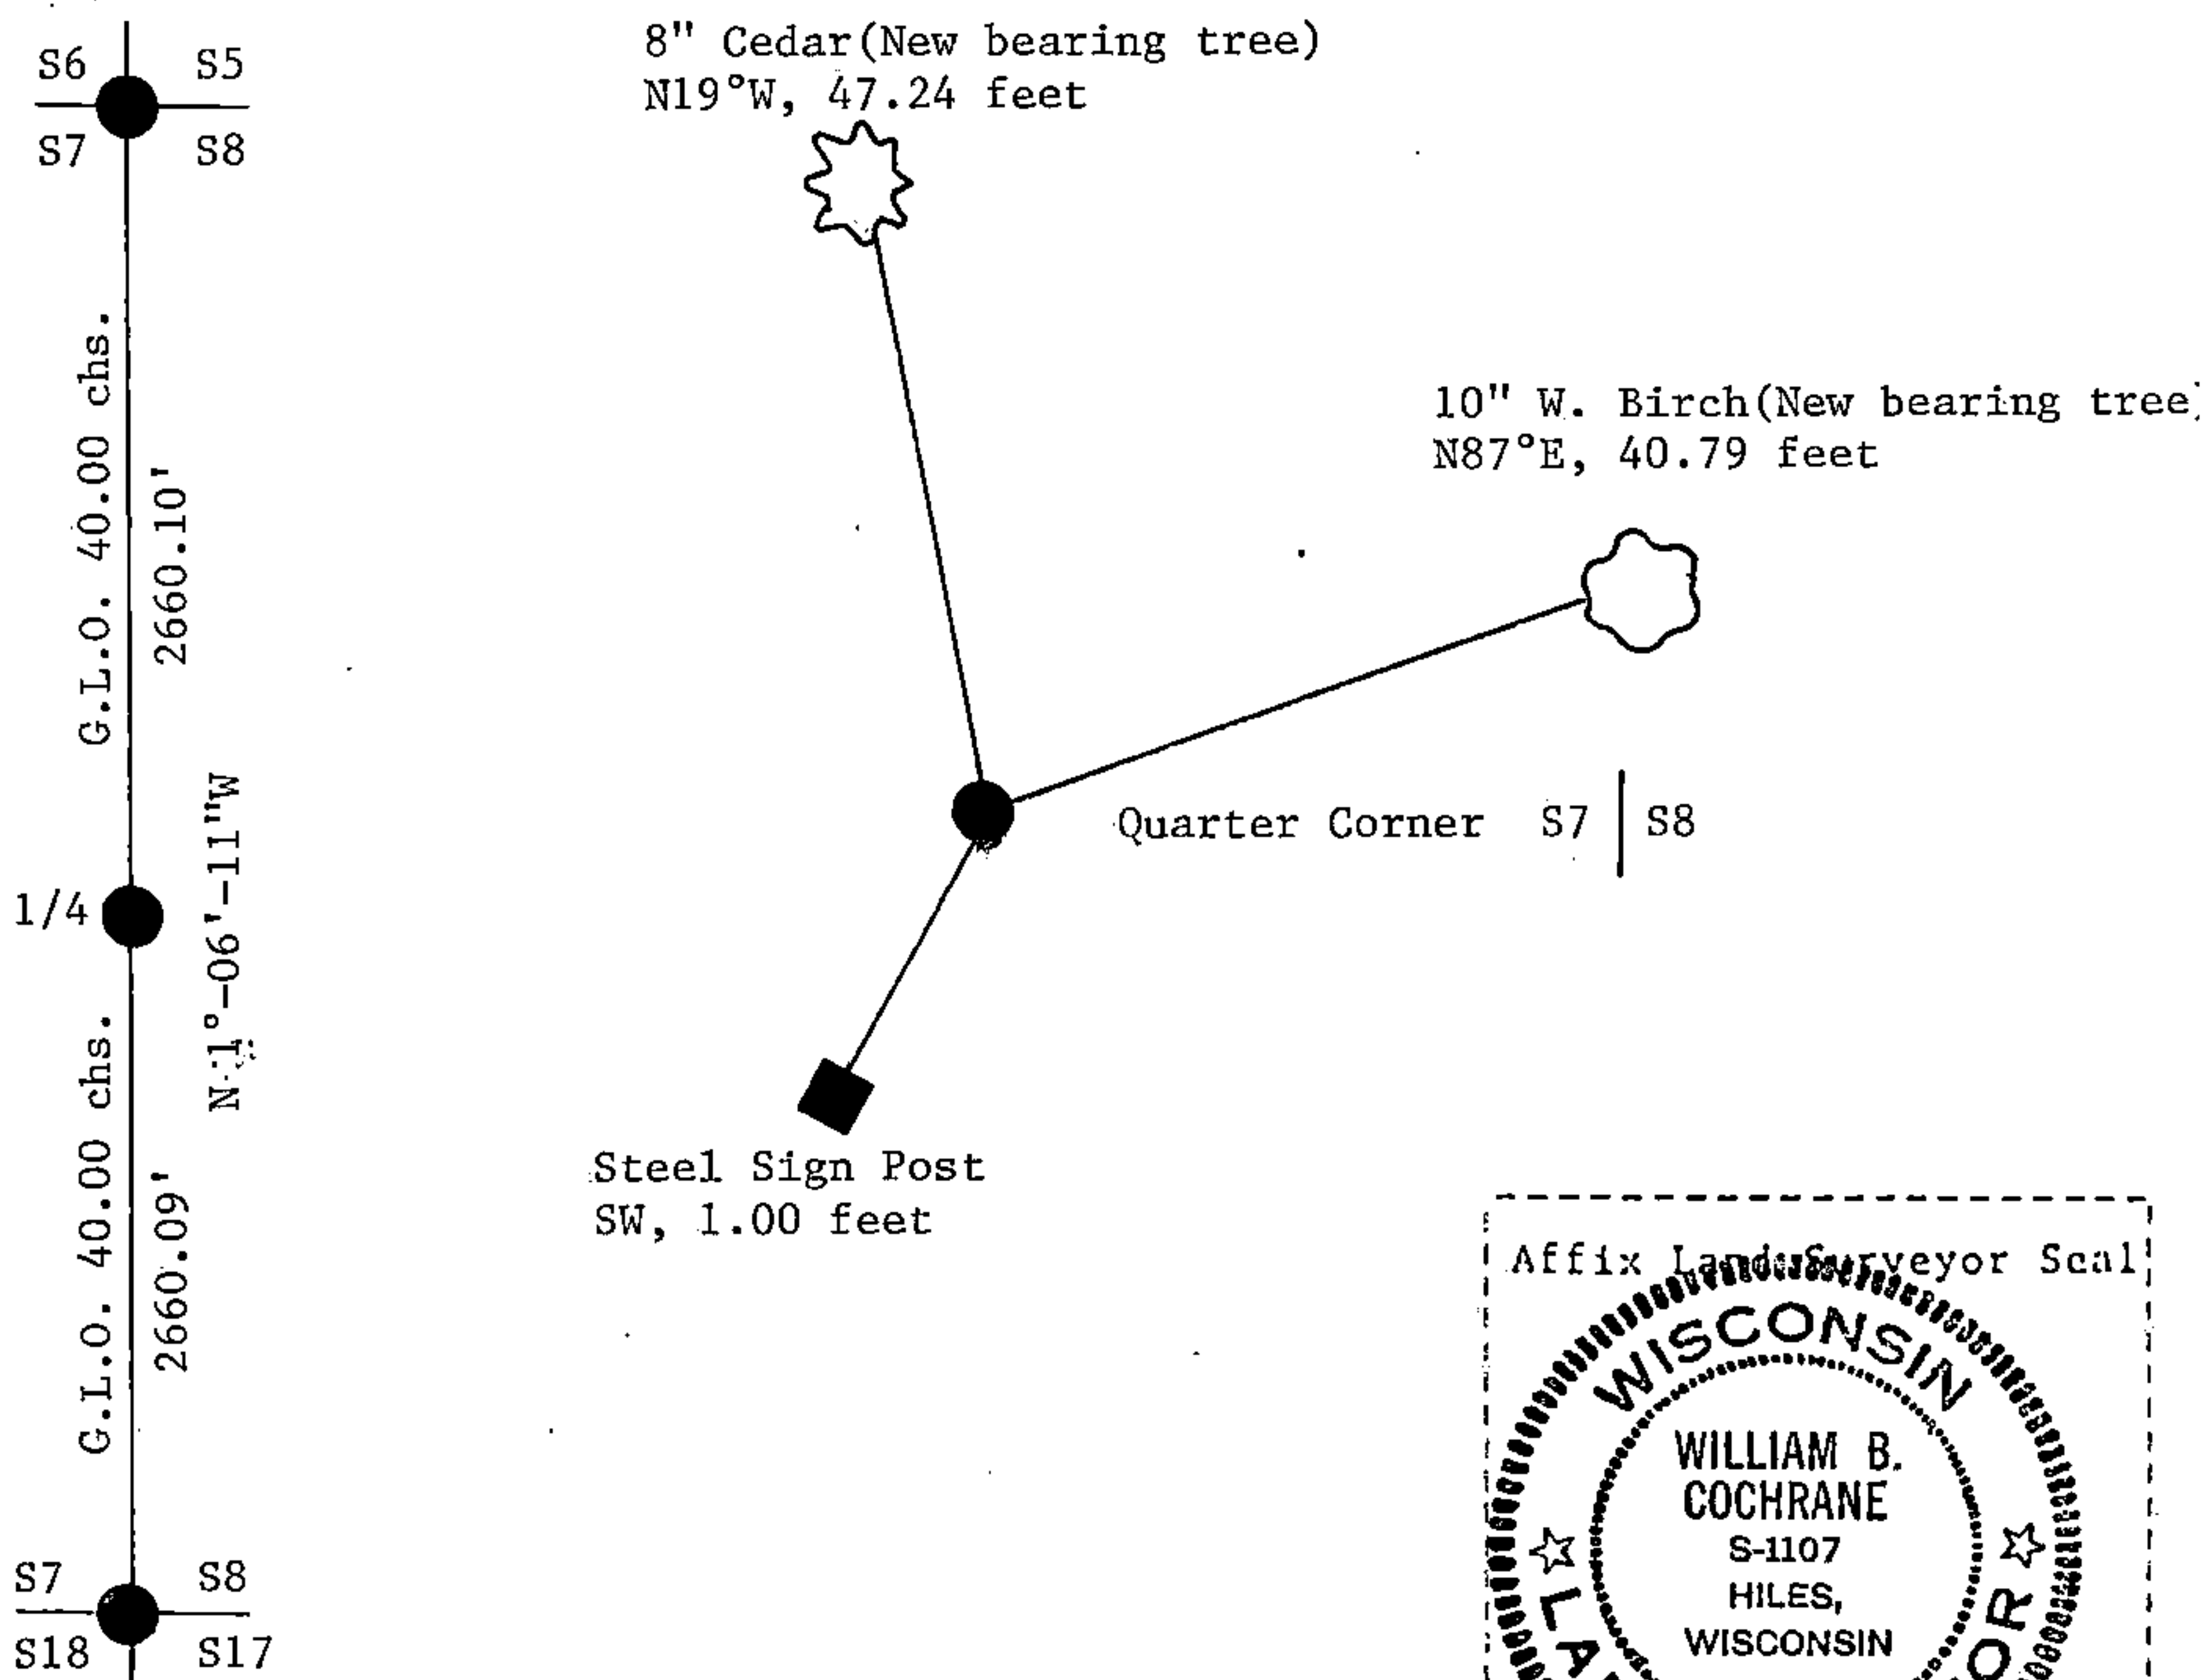 S6 S5
S7 S8
G.L.O. 40.00 chs.
2660.10'
1/4
N 1°-06'-11"W
G.L.O. 40.00 chs.
2660.09'
S7 S8
S18 S17
8" Cedar(New bearing tree)
N19°W, 47.24 feet
10" W. Birch(New bearing tree)
N87°E, 40.79 feet
Quarter Corner S7 | S8
Steel Sign Post
SW, 1.00 feet
Affix Land Surveyor Seal
WISCONSIN
WILLIAM B.
COCHRANE
S-1107
HILES,
WISCONSIN